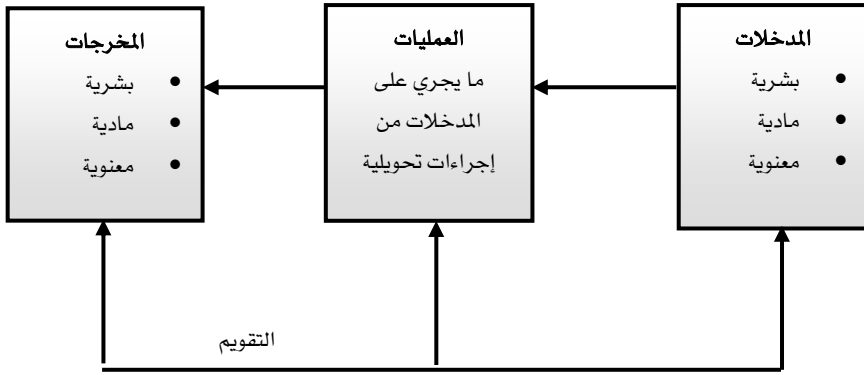 المدخلات
• بشرية
• مادية
• معنوية
العمليات
ما يجري على
المدخلات من
إجراءات تحويلية
المخرجات
• بشرية
• مادية
• معنوية
التقويم